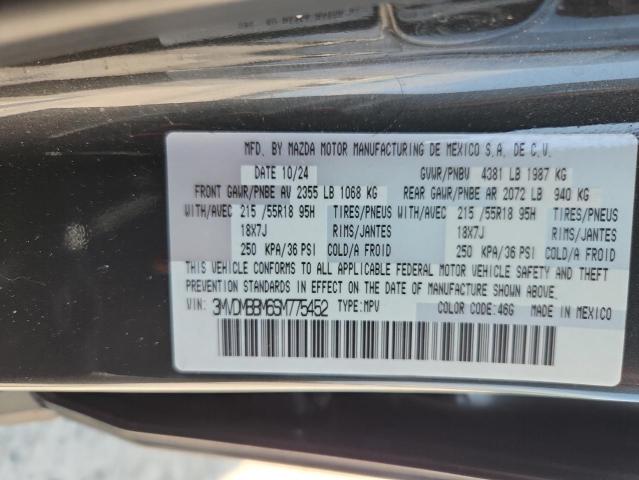 MFD. BY MAZDA MOTOR MANUFACTURING DE MEXICO S.A. DE C.V.
DATE 10/24 GVWR/PNBV 4381 LB 1987 KG
FRONT GAWR/PNBE AV 2355 LB 1068 KG REAR GAWR/PNBE AR 2072 LB 940 KG
WITH/AVEC 215 /55R18 95H TIRES/PNEUS WITH/AVEC 215 /55R18 95H TIRES/PNEUS
18X7J RIMS/JANTES 18X7J RIMS/JANTES
250 KPA/36 PSI COLD/A FROID 250 KPA/36 PSI COLD/A FROID
THIS VEHICLE CONFORMS TO ALL APPLICABLE FEDERAL MOTOR VEHICLE SAFETY AND THEFT
PREVENTION STANDARDS IN EFFECT ON THE DATE OF MANUFACTURE SHOWN ABOVE.
VIN: 3MVDMBBM6SM775452 TYPE:MPV COLOR CODE:46G MADE IN MEXICO